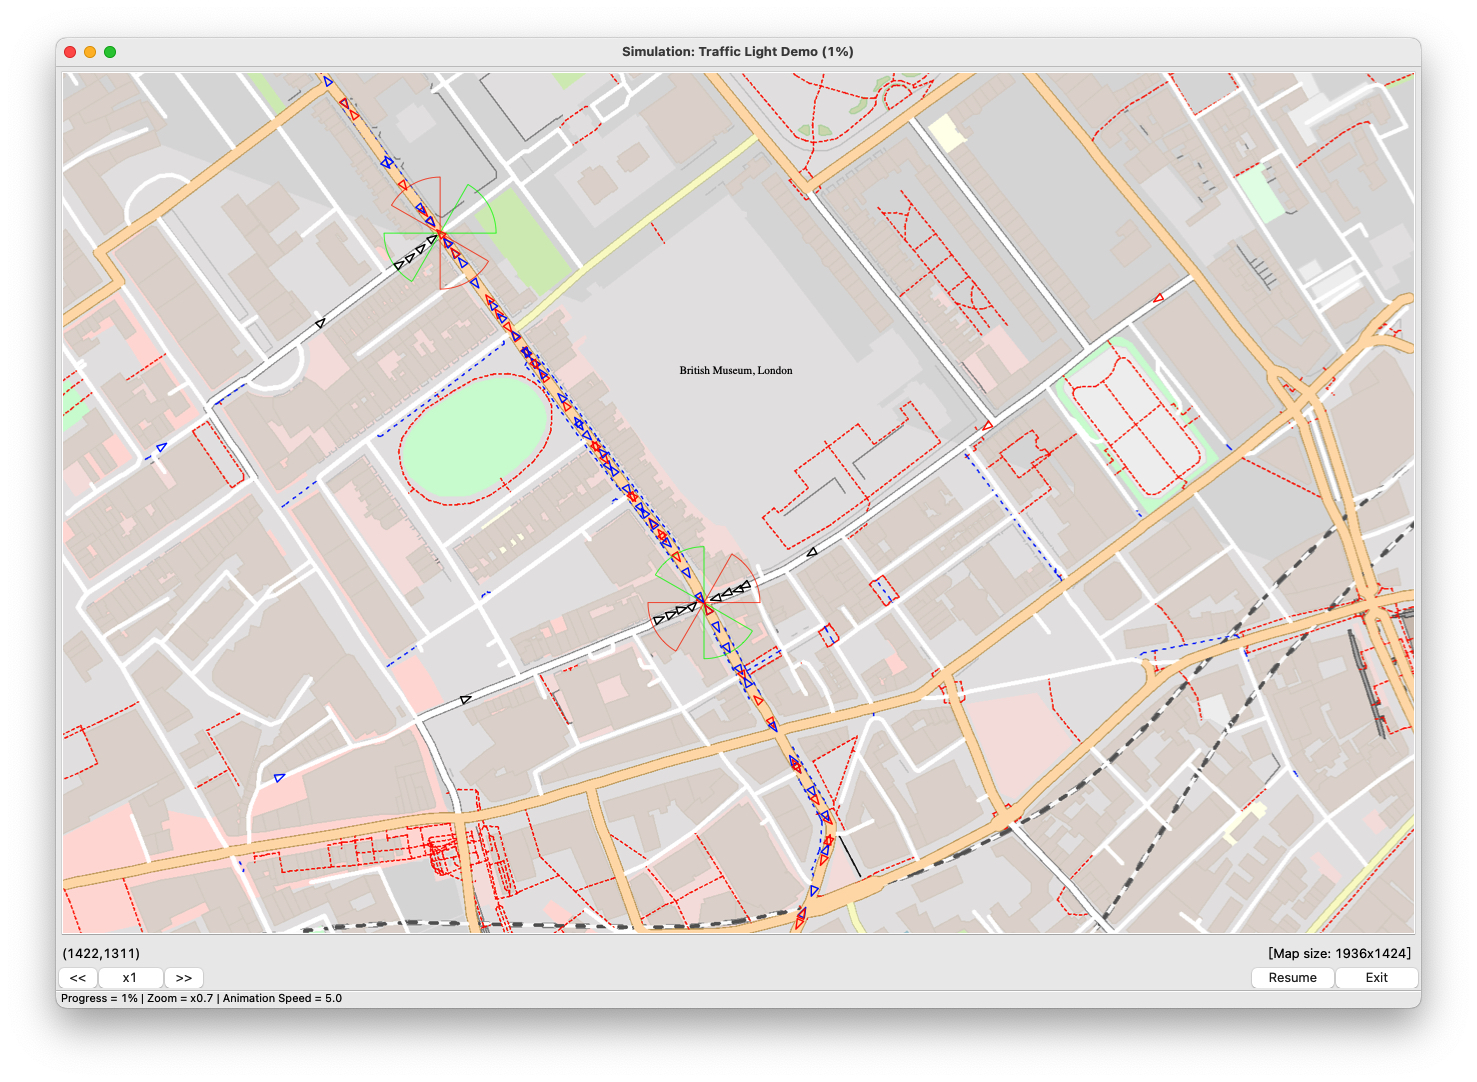 Simulation: Traffic Light Demo (1%)
British Museum, London
(1422,1311)
[Map size: 1936x1424]
<< x1 >>
Resume Exit
Progress = 1% | Zoom = x0.7 | Animation Speed = 5.0